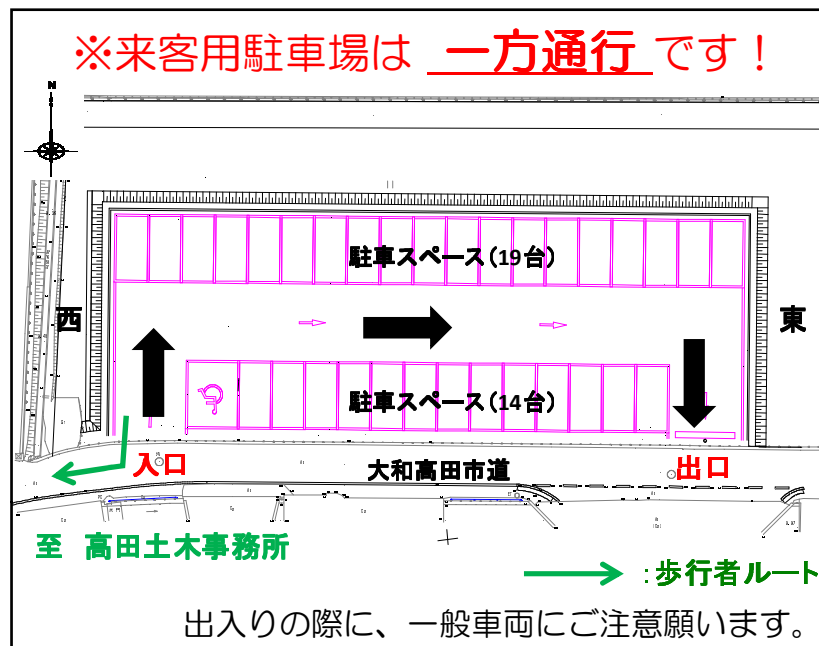 ※来客用駐車場は 一方通行 です！
N
駐車スペース(19台)
西
東
駐車スペース(14台)
入口
大和高田市道
出口
至 高田土木事務所
：歩行者ルート
出入りの際に、一般車両にご注意願います。